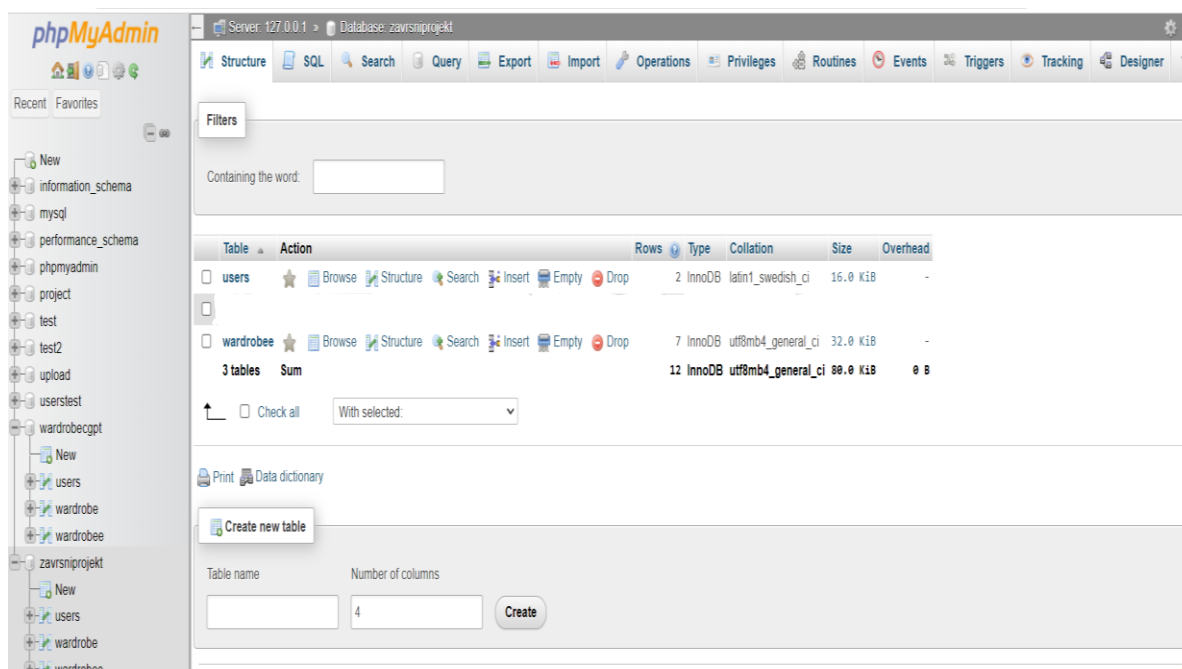 phpMyAdmin
Recent Favorites
New
information_schema
mysql
performance_schema
phpmyadmin
project
test
test2
upload
userstest
wardrobecgpt
New
users
wardrobe
wardrobee
zavrsniprojekt
New
users
wardrobe
wardrobee
Server: 127.0.0.1 » Database: zavrsniprojekt
Structure SQL Search Query Export Import Operations Privileges Routines Events Triggers Tracking Designer
Filters
Containing the word:
Table Action Rows Type Collation Size Overhead
users Browse Structure Search Insert Empty Drop 2 InnoDB latin1_swedish_ci 16.0 KiB -
wardrobee Browse Structure Search Insert Empty Drop 7 InnoDB utf8mb4_general_ci 32.0 KiB -
3 tables Sum 12 InnoDB utf8mb4_general_ci 80.0 KiB 0 B
Check all With selected:
Print Data dictionary
Create new table
Table name Number of columns
4 Create